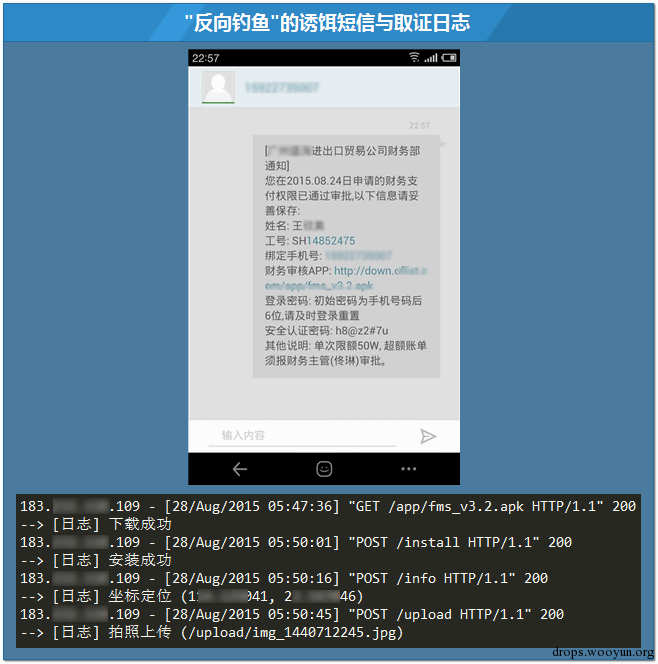 "反向钓鱼"的诱饵短信与取证日志
22:57
22:57
[进出口贸易公司财务部
通知]
您在2015.08.24日申请的财务支
付权限已通过审批,以下信息请妥
善保存:
姓名: 王
工号: SH14852475
绑定手机号:
财务审核APP: http://down.
/app/fms_v3.2.apk
登录密码: 初始密码为手机号码后
6位,请及时登录重置
安全认证密码: h8@z2#7u
其他说明: 单次限额50W, 超额账单
须报财务主管(佟琳)审批。
输入内容
183. .109 - [28/Aug/2015 05:47:36] "GET /app/fms_v3.2.apk HTTP/1.1" 200
--> [日志] 下载成功
183. .109 - [28/Aug/2015 05:50:01] "POST /install HTTP/1.1" 200
--> [日志] 安装成功
183. .109 - [28/Aug/2015 05:50:16] "POST /info HTTP/1.1" 200
--> [日志] 坐标定位 (1 041, 2 46)
183. .109 - [28/Aug/2015 05:50:45] "POST /upload HTTP/1.1" 200
--> [日志] 拍照上传 (/upload/img_1440712245.jpg)
drops.wooyun.org